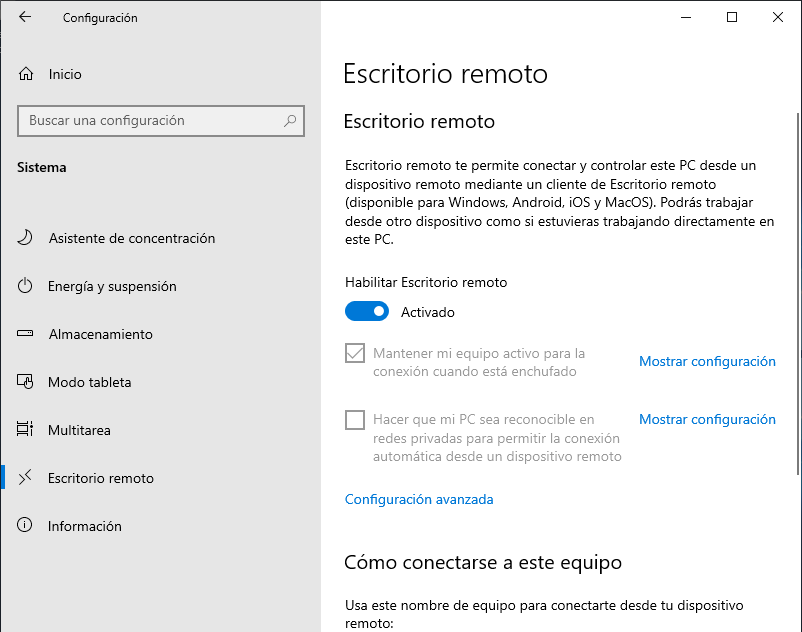 Configuración
Inicio
Buscar una configuración
Sistema
Asistente de concentración
Energía y suspensión
Almacenamiento
Modo tableta
Multitarea
Escritorio remoto
Información
Escritorio remoto
Escritorio remoto
Escritorio remoto te permite conectar y controlar este PC desde un
dispositivo remoto mediante un cliente de Escritorio remoto
(disponible para Windows, Android, iOS y MacOS). Podrás trabajar
desde otro dispositivo como si estuvieras trabajando directamente en
este PC.
Habilitar Escritorio remoto
Activado
Mantener mi equipo activo para la
conexión cuando está enchufado
Mostrar configuración
Hacer que mi PC sea reconocible en
redes privadas para permitir la conexión
automática desde un dispositivo remoto
Mostrar configuración
Configuración avanzada
Cómo conectarse a este equipo
Usa este nombre de equipo para conectarte desde tu dispositivo
remoto: